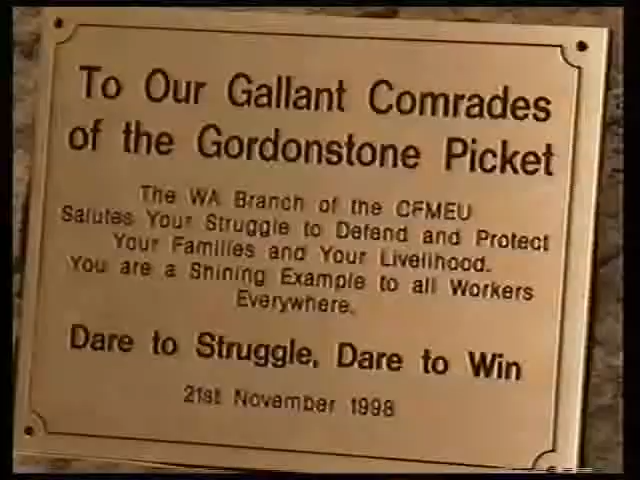 To Our Gallant Comrades
of the Gordonstone Picket
The WA Branch of the CFMEU
Salutes Your Struggle to Defend and Protect
Your Families and Your Livelihood.
You are a Shining Example to all Workers
Everywhere.
Dare to Struggle, Dare to Win
21st November 1998